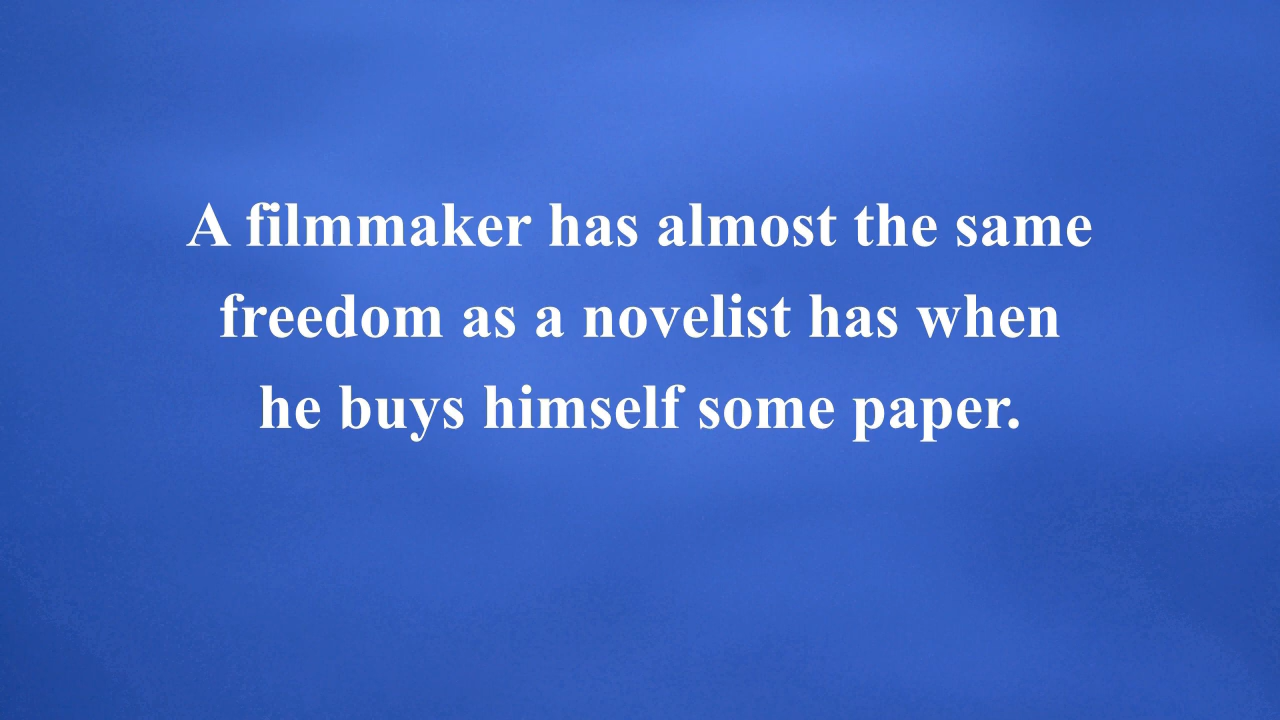 A filmmaker has almost the same
freedom as a novelist has when
he buys himself some paper.